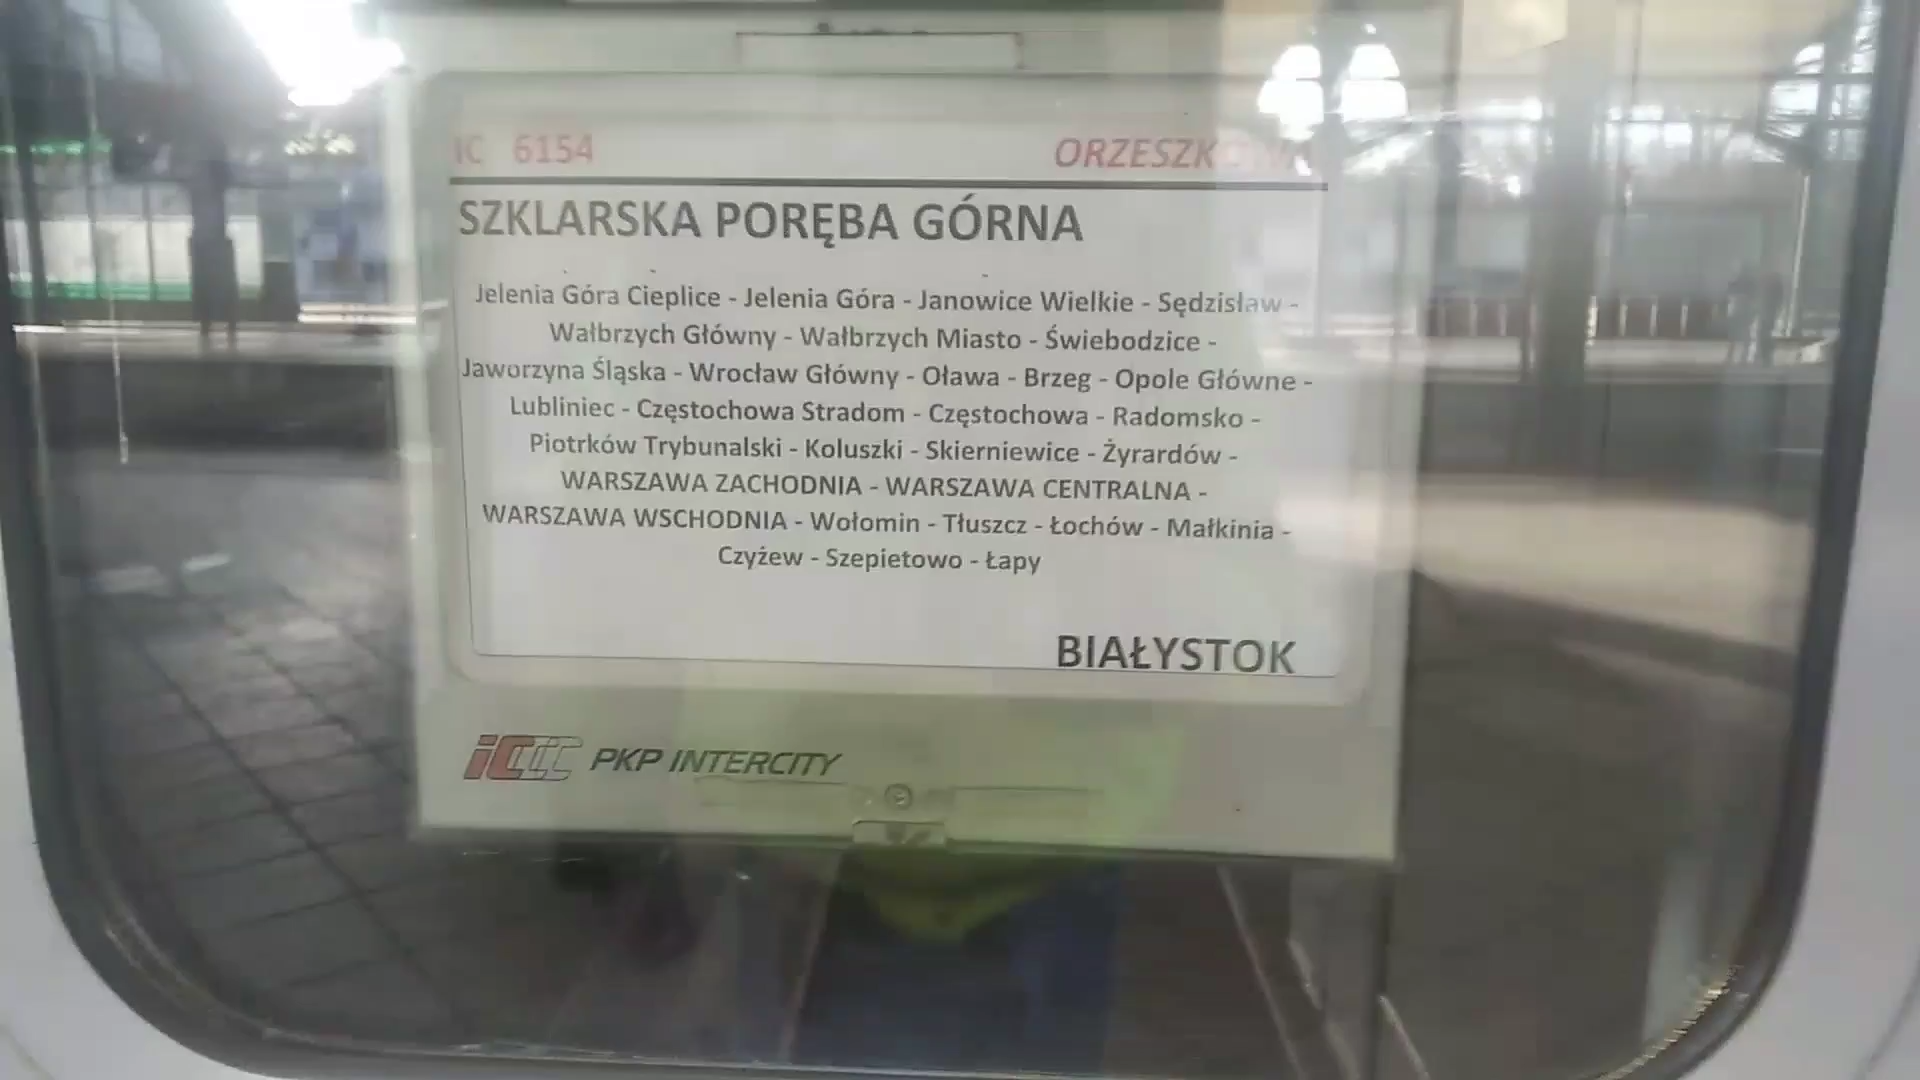 IC 6154 ORZESZKOWA
SZKLARSKA PORĘBA GÓRNA
Jelenia Góra Cieplice - Jelenia Góra - Janowice Wielkie - Sędzisław -
Wałbrzych Główny - Wałbrzych Miasto - Świebodzice -
Jaworzyna Śląska - Wrocław Główny - Oława - Brzeg - Opole Główne -
Lubliniec - Częstochowa Stradom - Częstochowa - Radomsko -
Piotrków Trybunalski - Koluszki - Skierniewice - Żyrardów -
WARSZAWA ZACHODNIA - WARSZAWA CENTRALNA -
WARSZAWA WSCHODNIA - Wołomin - Tłuszcz - Łochów - Małkinia -
Czyżew - Szepietowo - Łapy
BIAŁYSTOK
iC PKP INTERCITY